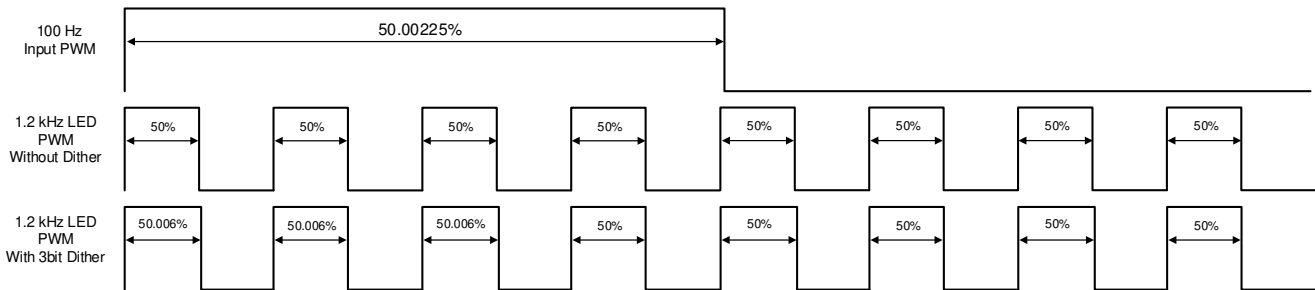 100 Hz
Input PWM
50.00225%
1.2 kHz LED
PWM
Without Dither
50% 50% 50% 50% 50% 50% 50% 50%
1.2 kHz LED
PWM
With 3bit Dither
50.006% 50.006% 50.006% 50% 50% 50% 50% 50%